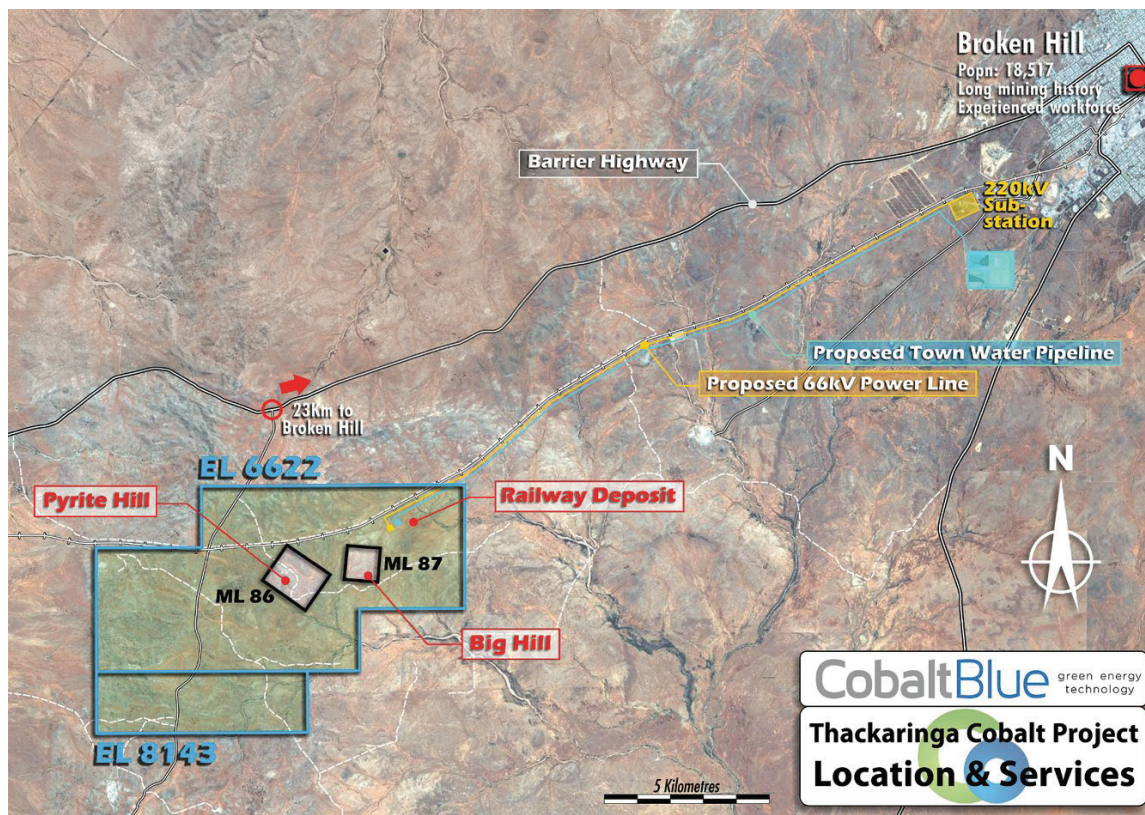 Broken Hill
Popn: 18,517
Long mining history
Experienced workforce
Barrier Highway
220kV
Sub-
station
Proposed Town Water Pipeline
Proposed 66kV Power Line
23Km to
Broken Hill
EL 6622
Pyrite Hill
Railway Deposit
ML 87
ML 86
Big Hill
EL 8143
N
5 Kilometres
CobaltBlue
green energy
technology
Thackaringa Cobalt Project
Location & Services